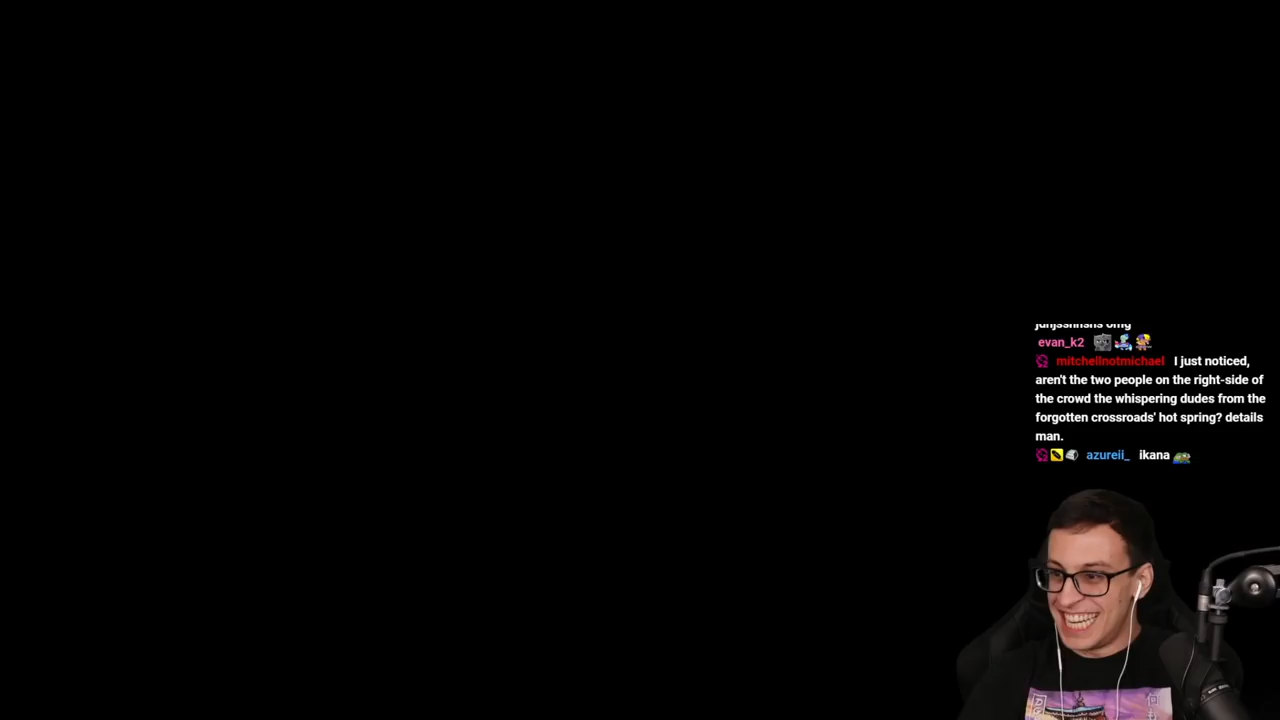 evan_k2
mitchellnotmichael I just noticed,
aren't the two people on the right-side of
the crowd the whispering dudes from the
forgotten crossroads' hot spring? details
man.
azureii_ ikana